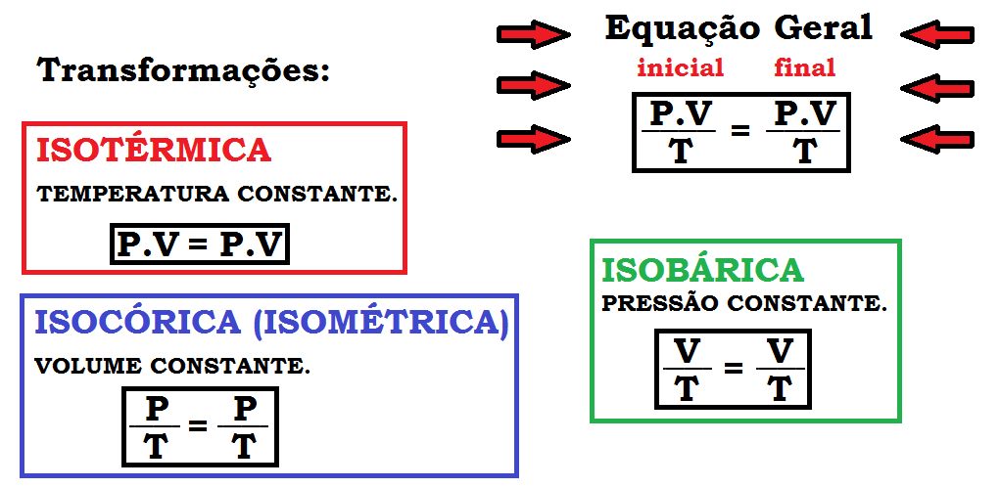 Transformações:
Equação Geral
inicial final
P.V = P.V
T T
ISOTÉRMICA
TEMPERATURA CONSTANTE.
P.V = P.V
ISOCÓRICA (ISOMÉTRICA)
VOLUME CONSTANTE.
P = P
T T
ISOBÁRICA
PRESSÃO CONSTANTE.
V = V
T T